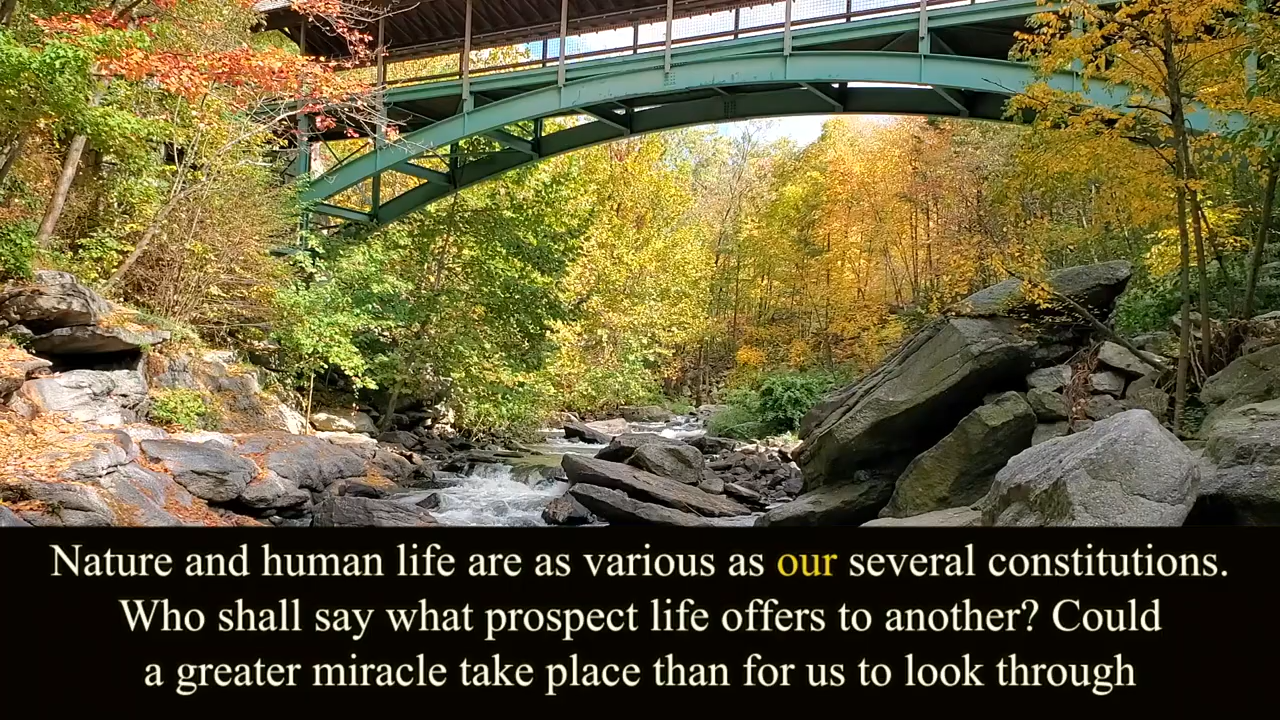 Nature and human life are as various as our several constitutions.
Who shall say what prospect life offers to another? Could
a greater miracle take place than for us to look through